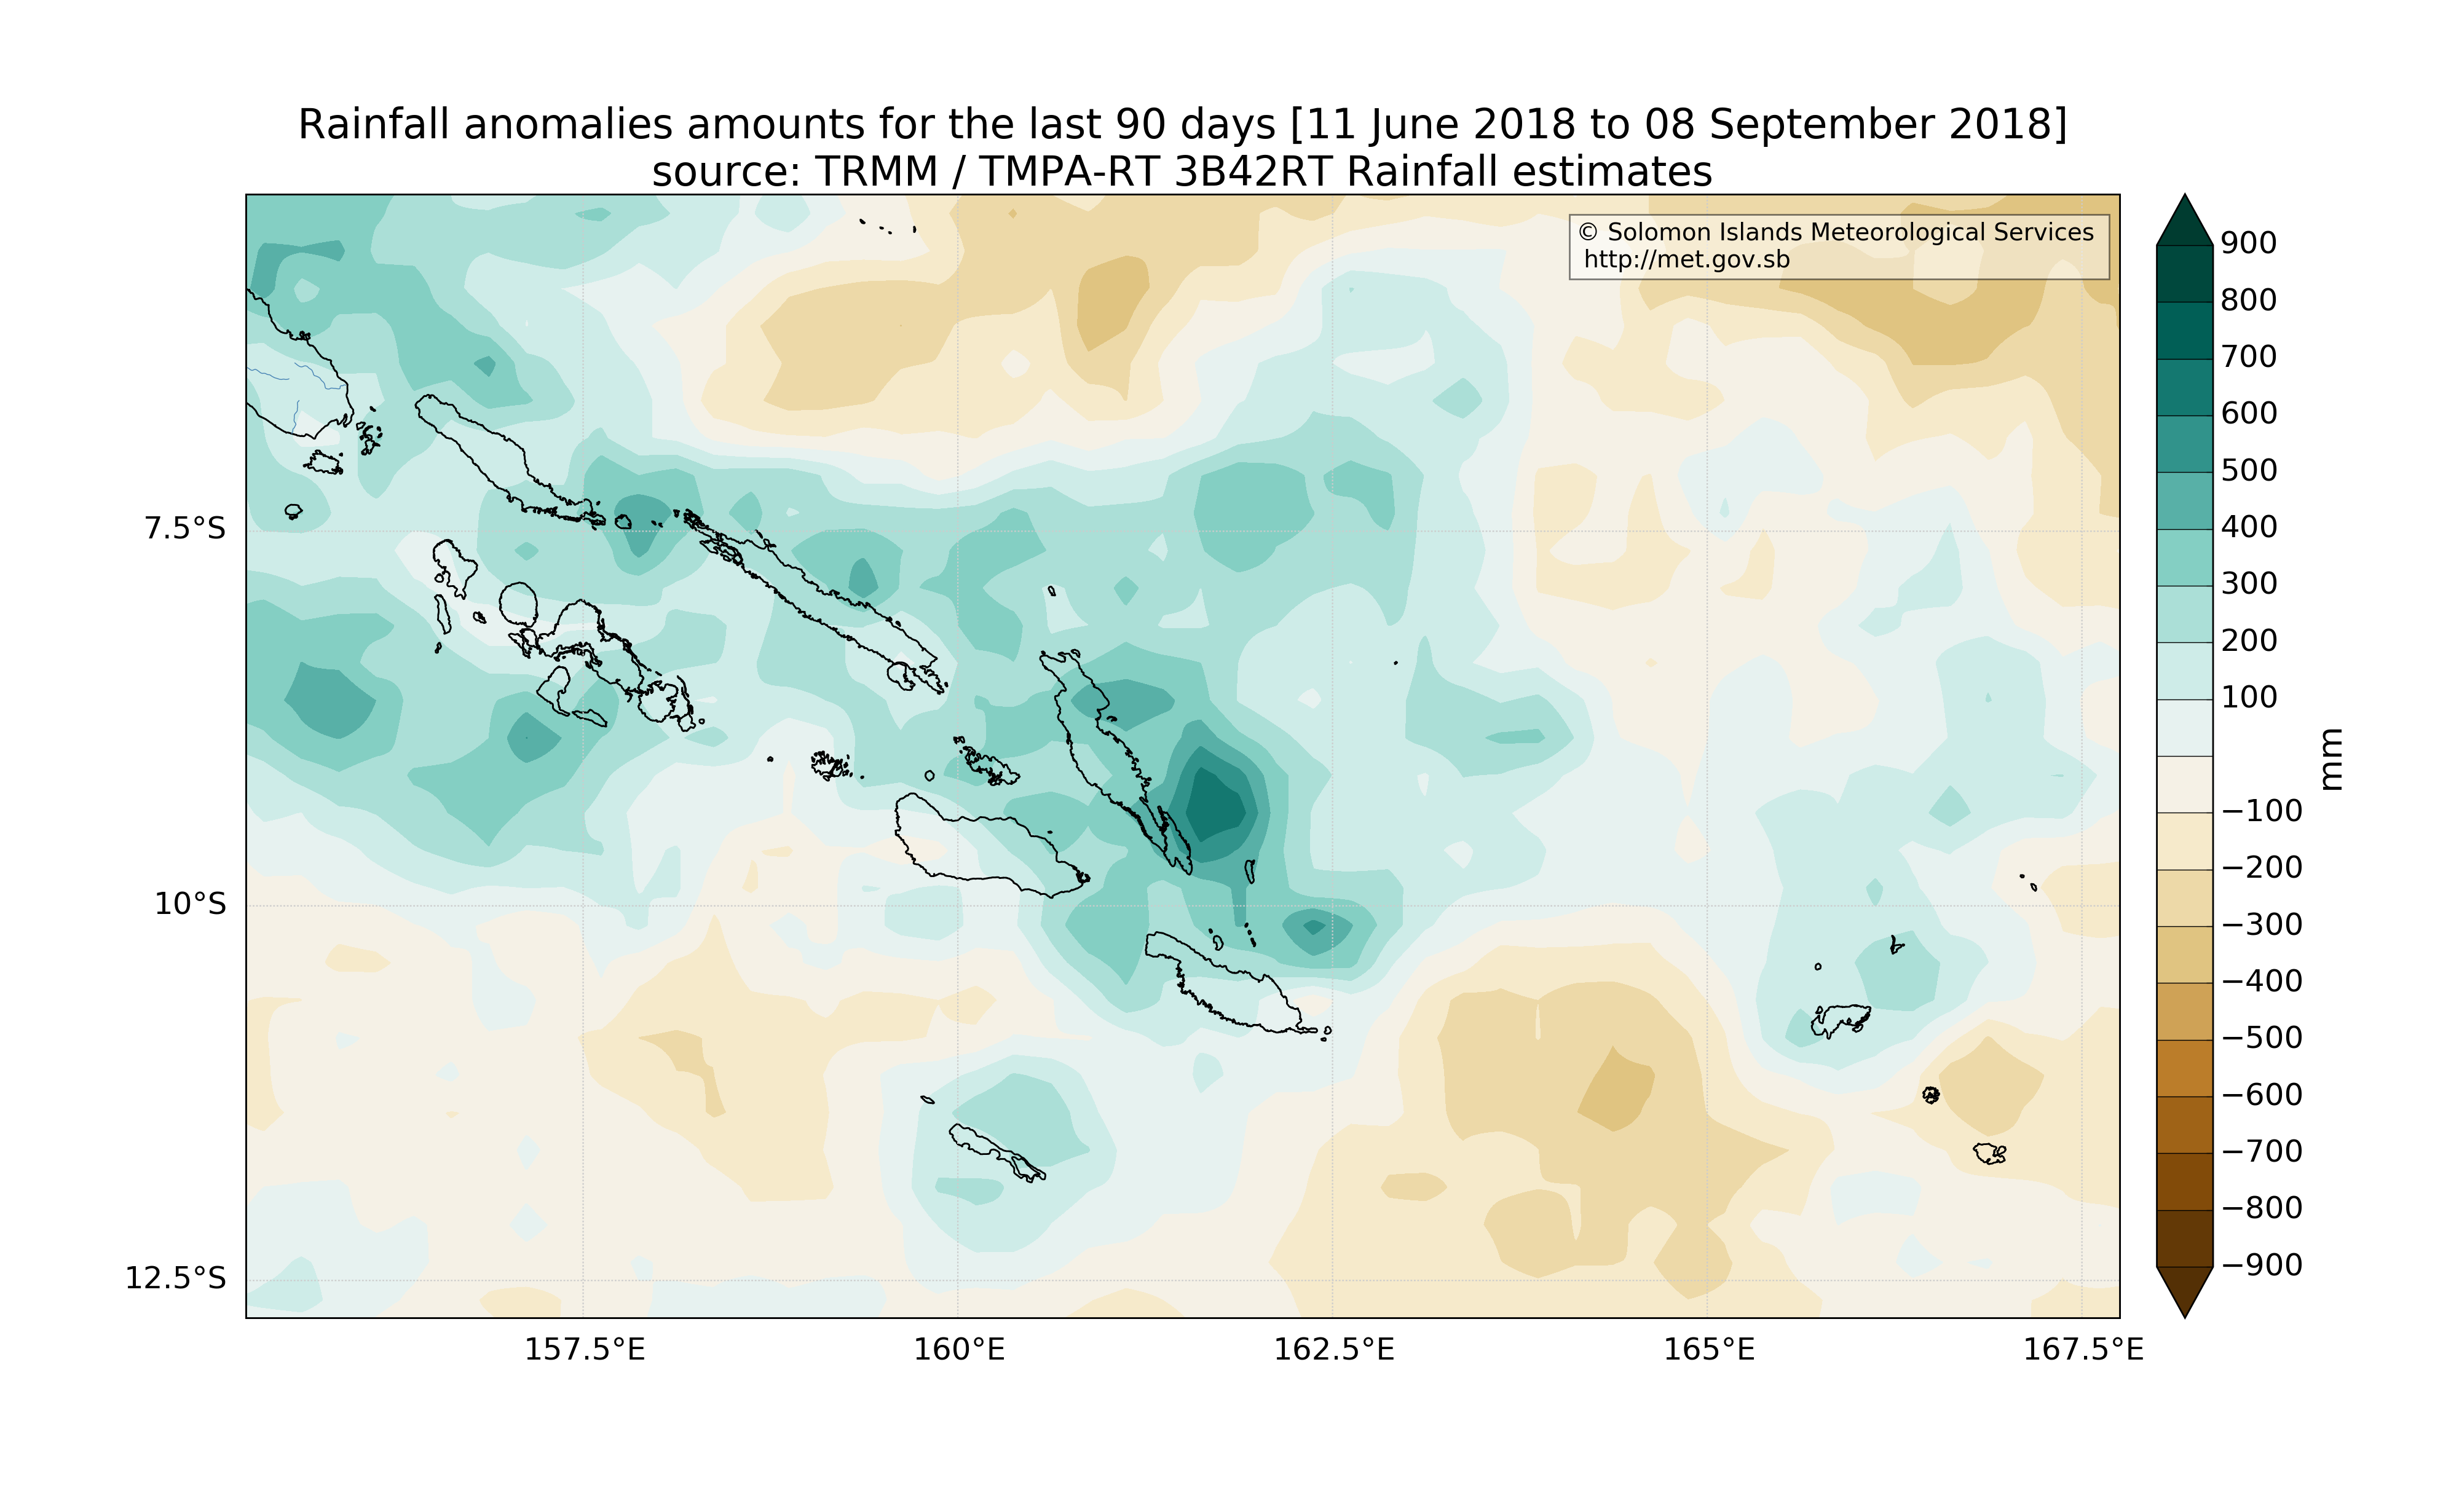 Rainfall anomalies amounts for the last 90 days [11 June 2018 to 08 September 2018]
source: TRMM / TMPA-RT 3B42RT Rainfall estimates
© Solomon Islands Meteorological Services
http://met.gov.sb
7.5°S
10°S
12.5°S
157.5°E
160°E
162.5°E
165°E
167.5°E
900
800
700
600
500
400
300
200
100
−100
−200
−300
−400
−500
−600
−700
−800
−900
mm